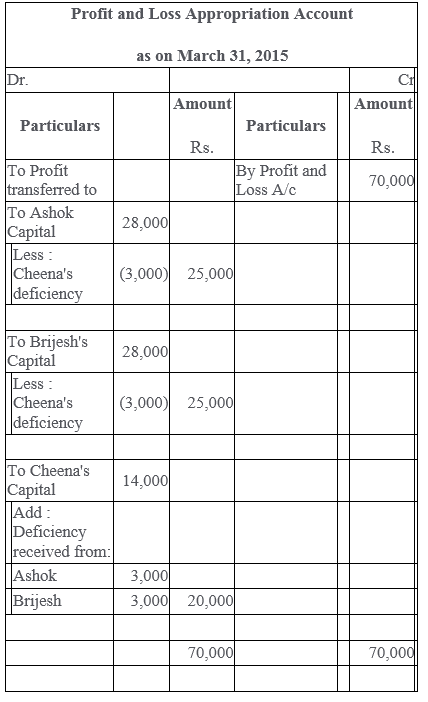 Profit and Loss Appropriation Account
as on March 31, 2015
Dr. Cr
Particulars Amount Rs. Particulars Amount Rs.
To Profit transferred to By Profit and Loss A/c 70,000
To Ashok Capital 28,000
Less : Cheena's deficiency (3,000) 25,000
To Brijesh's Capital 28,000
Less : Cheena's deficiency (3,000) 25,000
To Cheena's Capital 14,000
Add : Deficiency received from:
Ashok 3,000
Brijesh 3,000 20,000
70,000 70,000